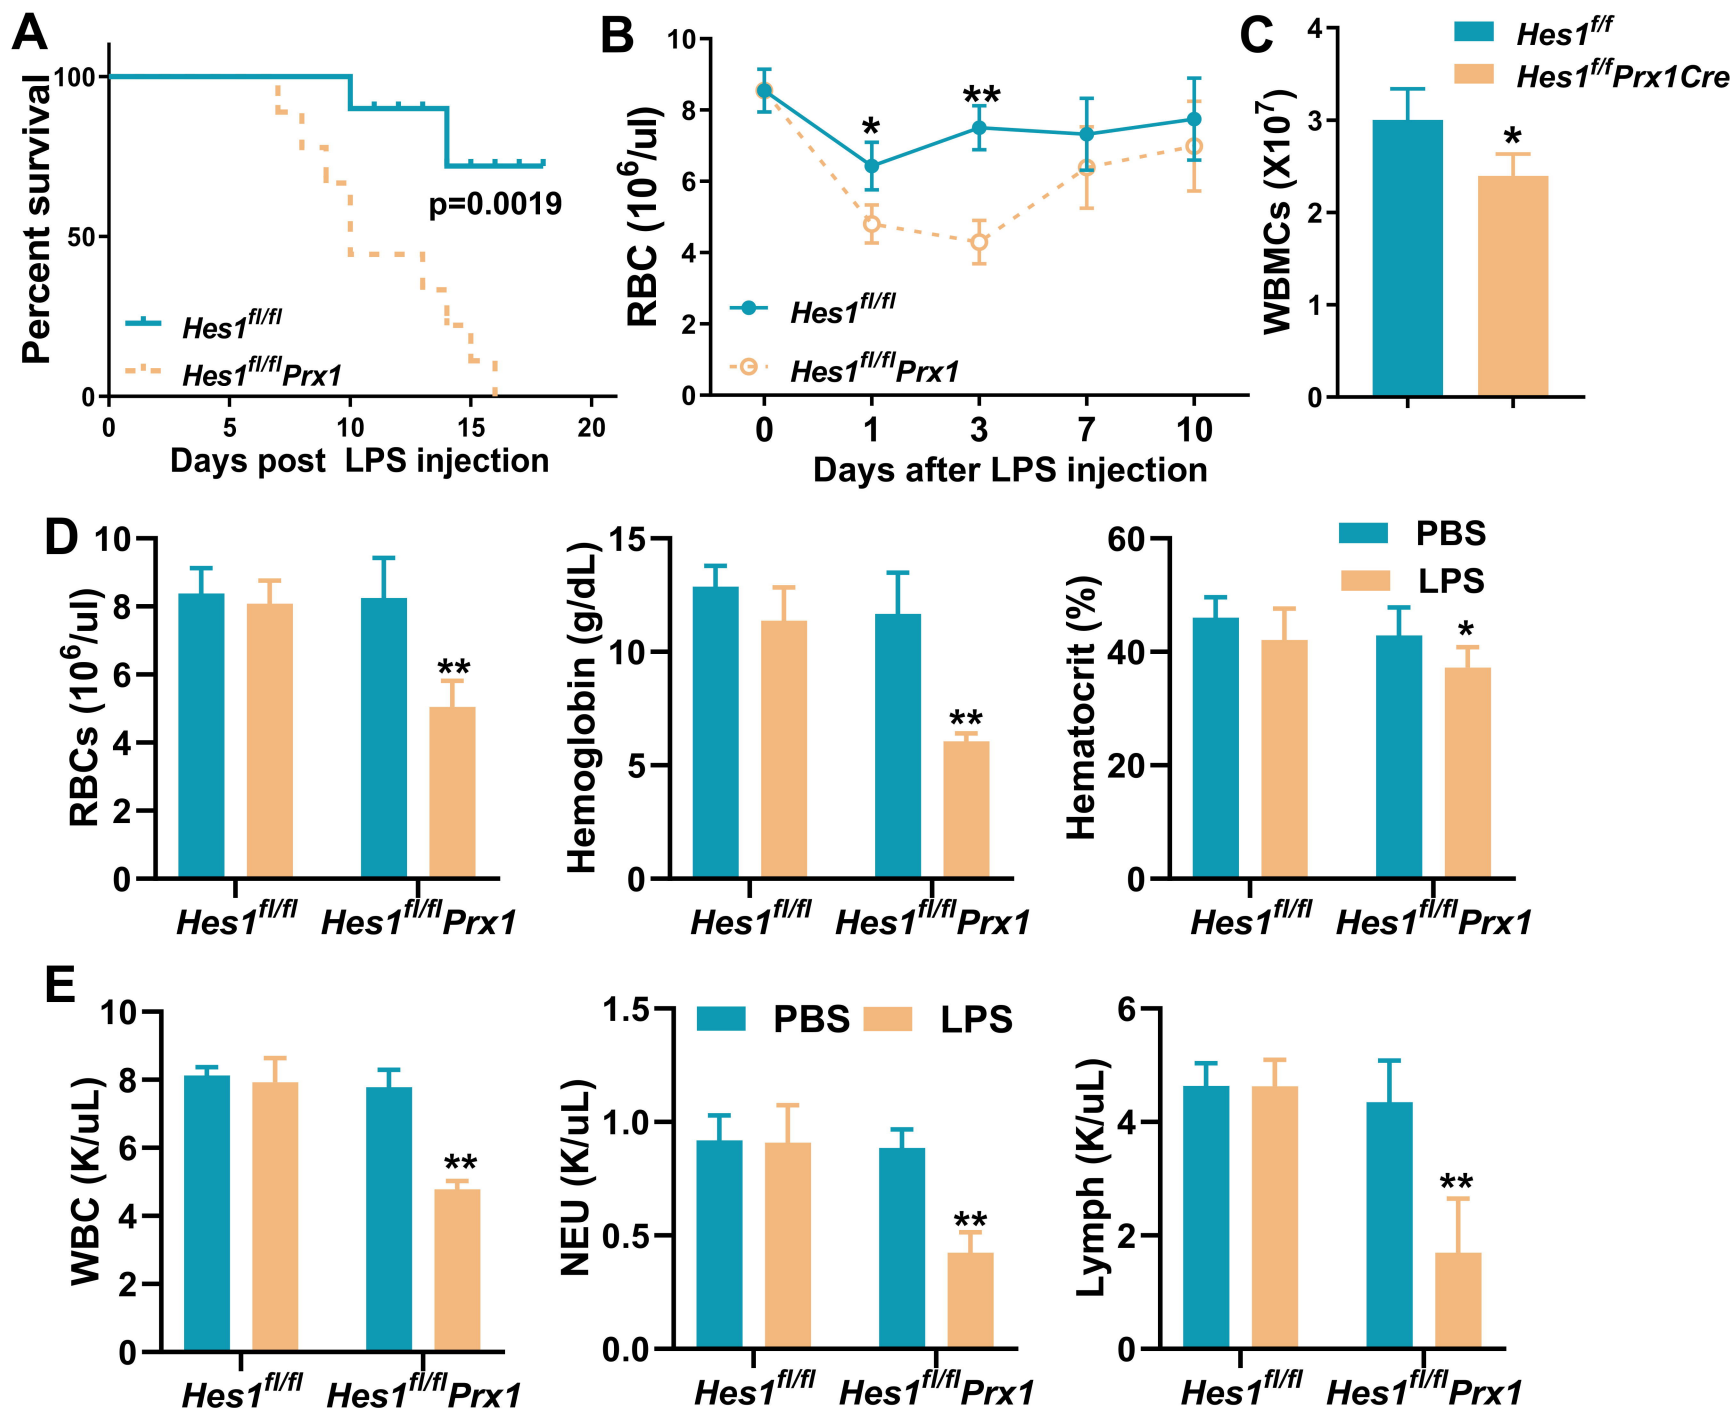 A
Percent survival
100
50
0
0 5 10 15 20
Days post LPS injection
p=0.0019
Hes1fl/fl
Hes1fl/flPrx1
B
RBC (10⁶/ul)
10
8
6
4
2
0
0 1 3 7 10
Days after LPS injection
*
**
Hes1fl/fl
Hes1fl/flPrx1
C
WBMCs (X10⁷)
4
3
2
1
0
*
Hes1f/f
Hes1f/fPrx1Cre
D
RBCs (10⁶/ul)
10
8
6
4
2
0
**
Hes1fl/fl Hes1fl/flPrx1
Hemoglobin (g/dL)
15
10
5
0
**
Hes1fl/fl Hes1fl/flPrx1
Hematocrit (%)
60
40
20
0
PBS
LPS
*
Hes1fl/fl Hes1fl/flPrx1
E
WBC (K/uL)
10
8
6
4
2
0
**
Hes1fl/fl Hes1fl/flPrx1
NEU (K/uL)
1.5
1.0
0.5
0.0
PBS LPS
**
Hes1fl/fl Hes1fl/flPrx1
Lymph (K/uL)
6
4
2
0
**
Hes1fl/fl Hes1fl/flPrx1